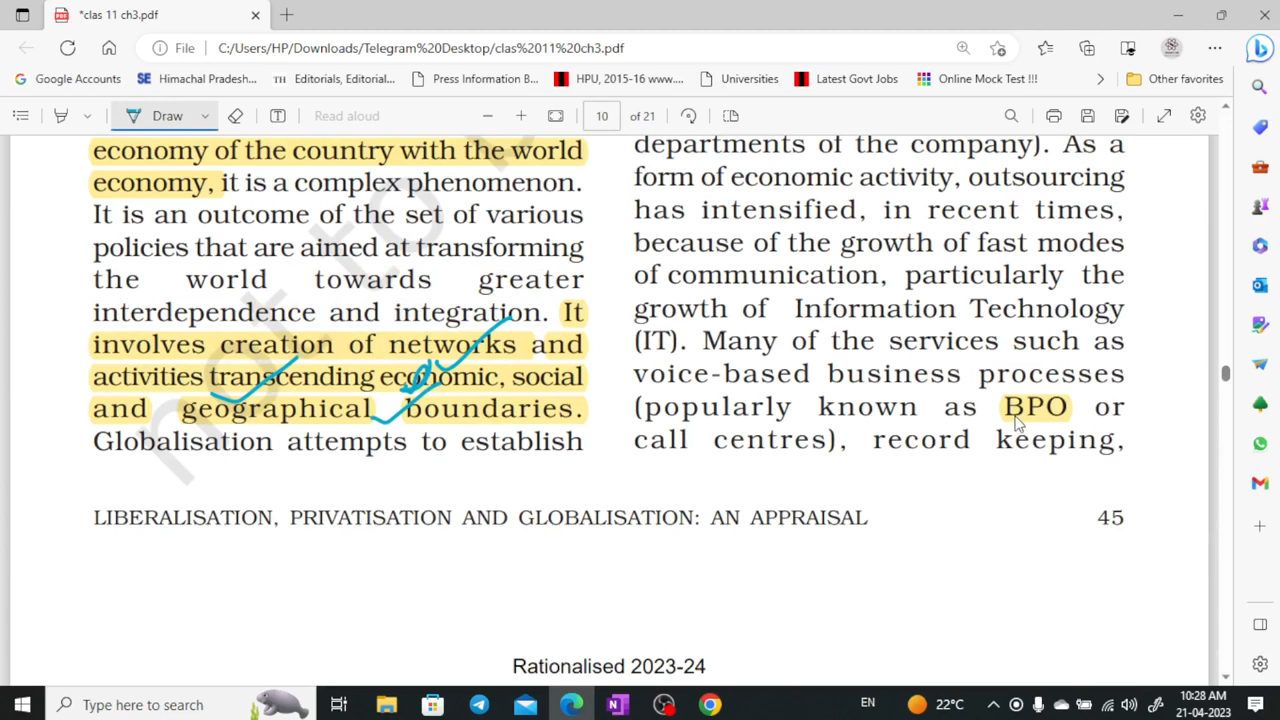 *clas 11 ch3.pdf
File C:/Users/HP/Downloads/Telegram%20Desktop/clas%2011%20ch3.pdf
Google Accounts SE Himachal Pradesh... TH Editorials, Editorial... Press Information B... HPU, 2015-16 www.... Universities Latest Govt Jobs Online Mock Test !!! Other favorites
Draw Read aloud 10 of 21
economy of the country with the world
economy, it is a complex phenomenon.
It is an outcome of the set of various
policies that are aimed at transforming
the world towards greater
interdependence and integration. It
involves creation of networks and
activities transcending economic, social
and geographical boundaries.
Globalisation attempts to establish
departments of the company). As a
form of economic activity, outsourcing
has intensified, in recent times,
because of the growth of fast modes
of communication, particularly the
growth of Information Technology
(IT). Many of the services such as
voice-based business processes
(popularly known as BPO or
call centres), record keeping,
not to
LIBERALISATION, PRIVATISATION AND GLOBALISATION: AN APPRAISAL 45
Rationalised 2023-24
Type here to search
EN 22°C 10:28 AM
21-04-2023